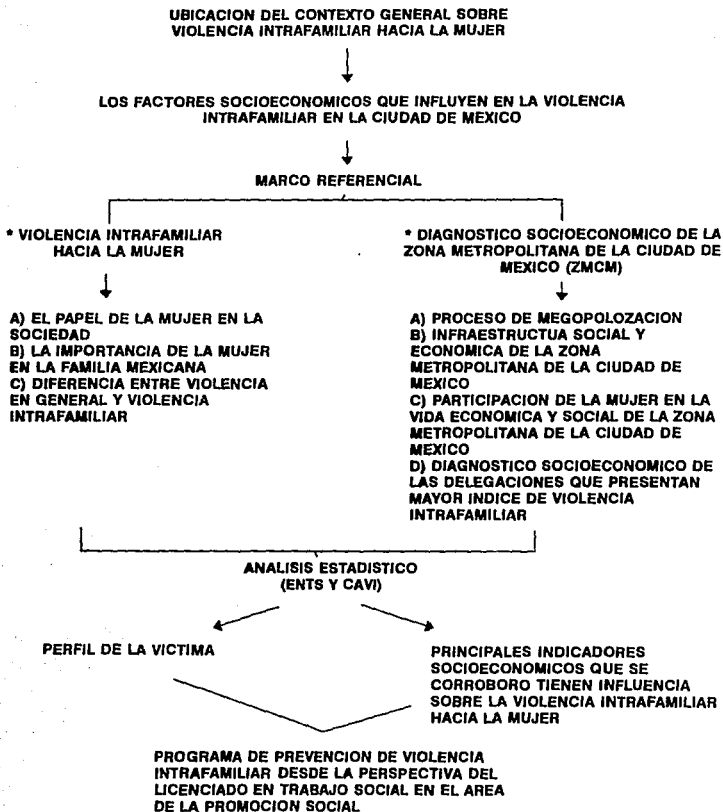 UBICACION DEL CONTEXTO GENERAL SOBRE
VIOLENCIA INTRAFAMILIAR HACIA LA MUJER
LOS FACTORES SOCIOECONOMICOS QUE INFLUYEN EN LA VIOLENCIA
INTRAFAMILIAR EN LA CIUDAD DE MEXICO
MARCO REFERENCIAL
* VIOLENCIA INTRAFAMILIAR
HACIA LA MUJER
A) EL PAPEL DE LA MUJER EN LA
SOCIEDAD
B) LA IMPORTANCIA DE LA MUJER
EN LA FAMILIA MEXICANA
C) DIFERENCIA ENTRE VIOLENCIA
EN GENERAL Y VIOLENCIA
INTRAFAMILIAR
* DIAGNOSTICO SOCIOECONOMICO DE LA
ZONA METROPOLITANA DE LA CIUDAD DE
MEXICO (ZMCM)
A) PROCESO DE MEGOPOLOZACION
B) INFRAESTRUCTUA SOCIAL Y
ECONOMICA DE LA ZONA
METROPOLITANA DE LA CIUDAD DE
MEXICO
C) PARTICIPACION DE LA MUJER EN LA
VIDA ECONOMICA Y SOCIAL DE LA ZONA
METROPOLITANA DE LA CIUDAD DE
MEXICO
D) DIAGNOSTICO SOCIOECONOMICO DE
LAS DELEGACIONES QUE PRESENTAN
MAYOR INDICE DE VIOLENCIA
INTRAFAMILIAR
ANALISIS ESTADISTICO
(ENTS Y CAVI)
PERFIL DE LA VICTIMA
PRINCIPALES INDICADORES
SOCIOECONOMICOS QUE SE
CORROBORO TIENEN INFLUENCIA
SOBRE LA VIOLENCIA INTRAFAMILIAR
HACIA LA MUJER
PROGRAMA DE PREVENCION DE VIOLENCIA
INTRAFAMILIAR DESDE LA PERSPECTIVA DEL
LICENCIADO EN TRABAJO SOCIAL EN EL AREA
DE LA PROMOCION SOCIAL